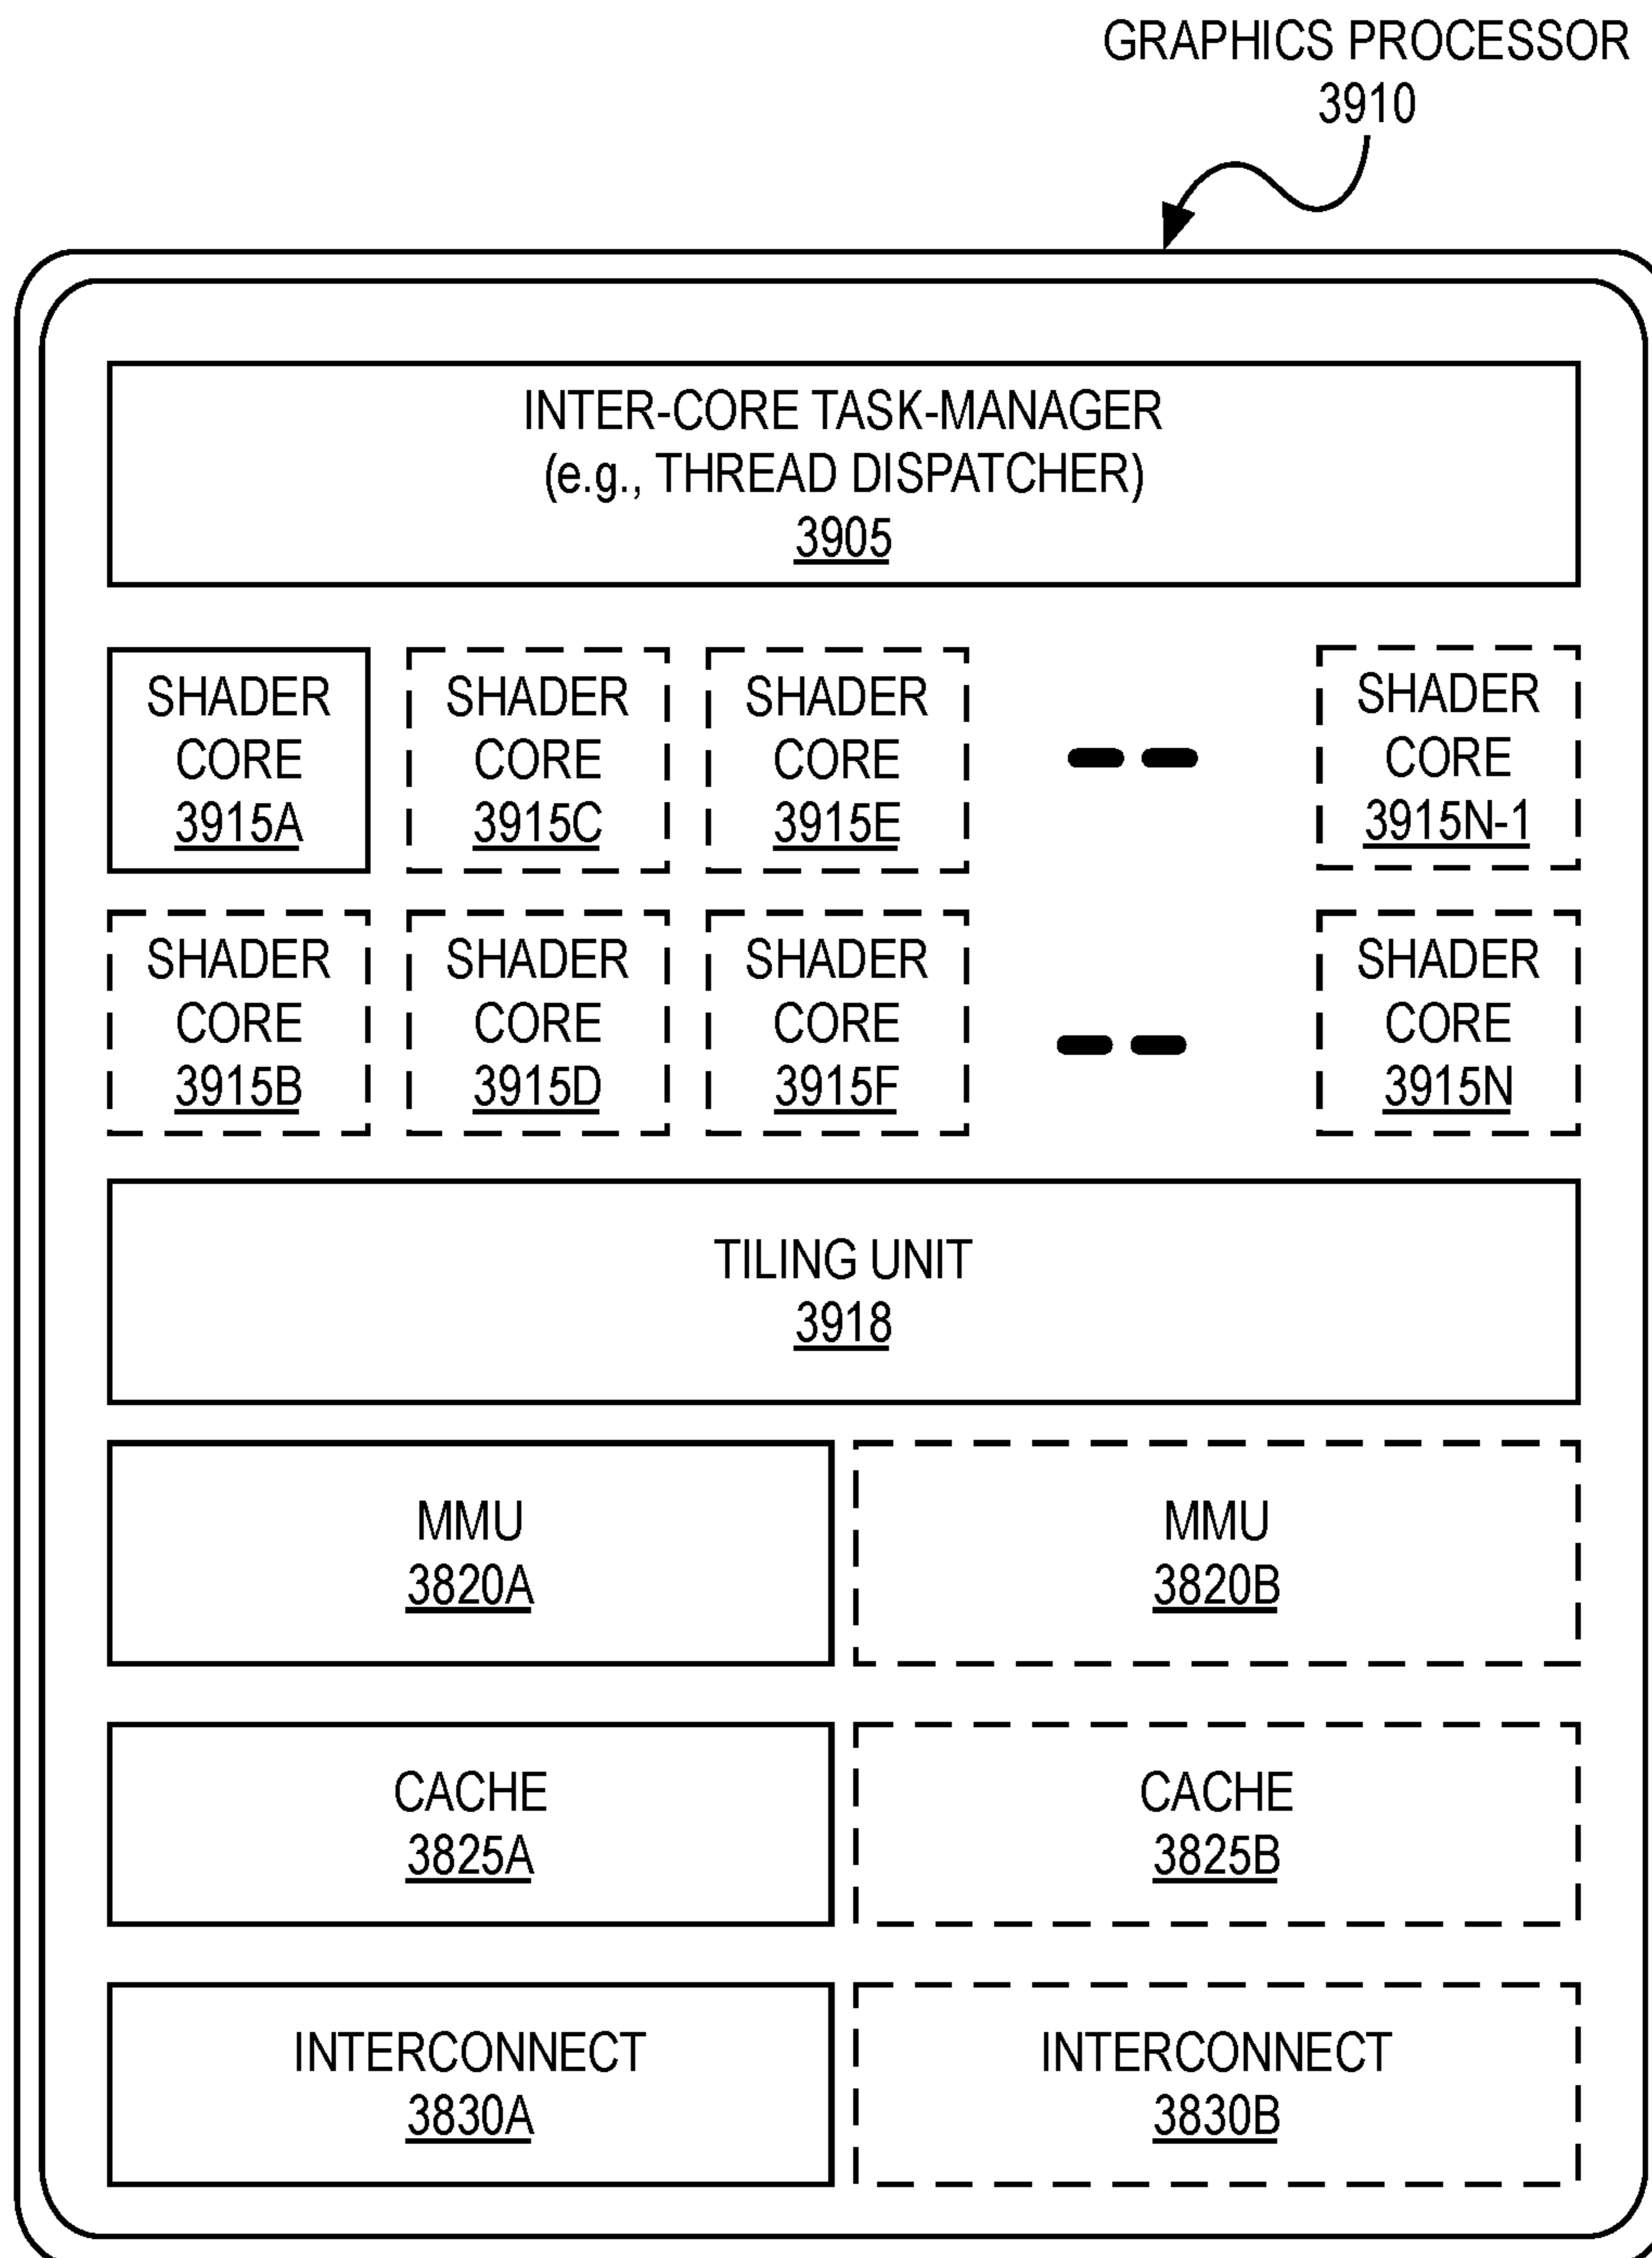 GRAPHICS PROCESSOR
3910
INTER-CORE TASK-MANAGER
(e.g., THREAD DISPATCHER)
3905
SHADER
CORE
3915A
SHADER
CORE
3915C
SHADER
CORE
3915E
SHADER
CORE
3915N-1
SHADER
CORE
3915B
SHADER
CORE
3915D
SHADER
CORE
3915F
SHADER
CORE
3915N
TILING UNIT
3918
MMU
3820A
MMU
3820B
CACHE
3825A
CACHE
3825B
INTERCONNECT
3830A
INTERCONNECT
3830B